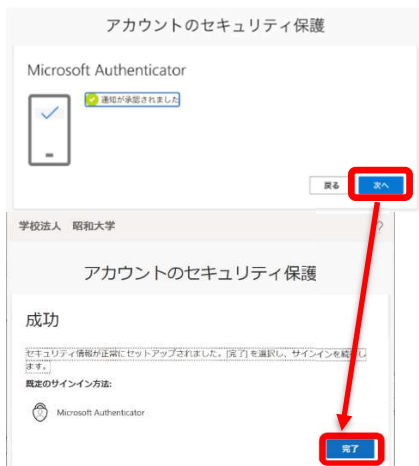 アカウントのセキュリティ保護
Microsoft Authenticator
通知が承認されました
戻る
次へ
学校法人 昭和大学
?
アカウントのセキュリティ保護
成功
セキュリティ情報が正常にセットアップされました。[完了] を選択し、サインインを続行し
ます。
既定のサインイン方法:
Microsoft Authenticator
完了